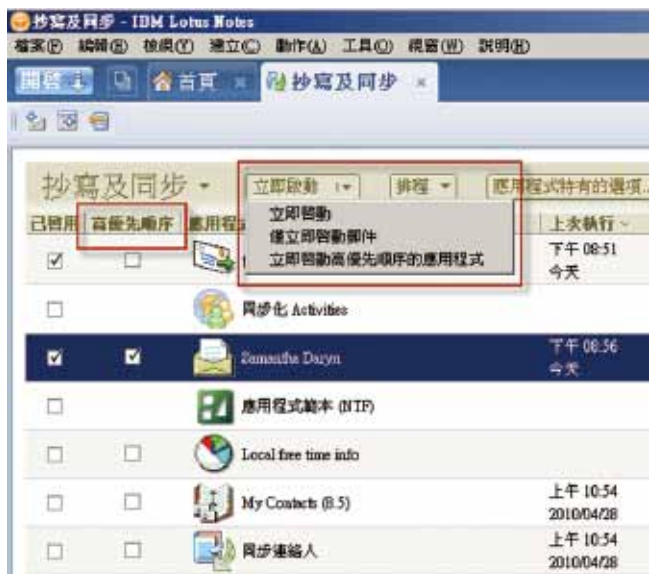 抄寫及同步 - IBM Lotus Notes
檔案(F) 編輯(E) 檢視(V) 建立(C) 動作(A) 工具(O) 視窗(W) 說明(H)
開啟 首頁 抄寫及同步
抄寫及同步 立即啟動 排程 應用程式特有的選項...
立即啟動
僅立即啟動郵件
立即啟動高優先順序的應用程式
已啟用 高優先順序 應用程式 上次執行
下午 08:51
今天
同步化 Activities
Samantha Daryn
下午 08:56
今天
應用程式範本 (NTF)
Local free time info
My Contacts (8.5)
上午 10:54
2010/04/28
同步連絡人
上午 10:54
2010/04/28